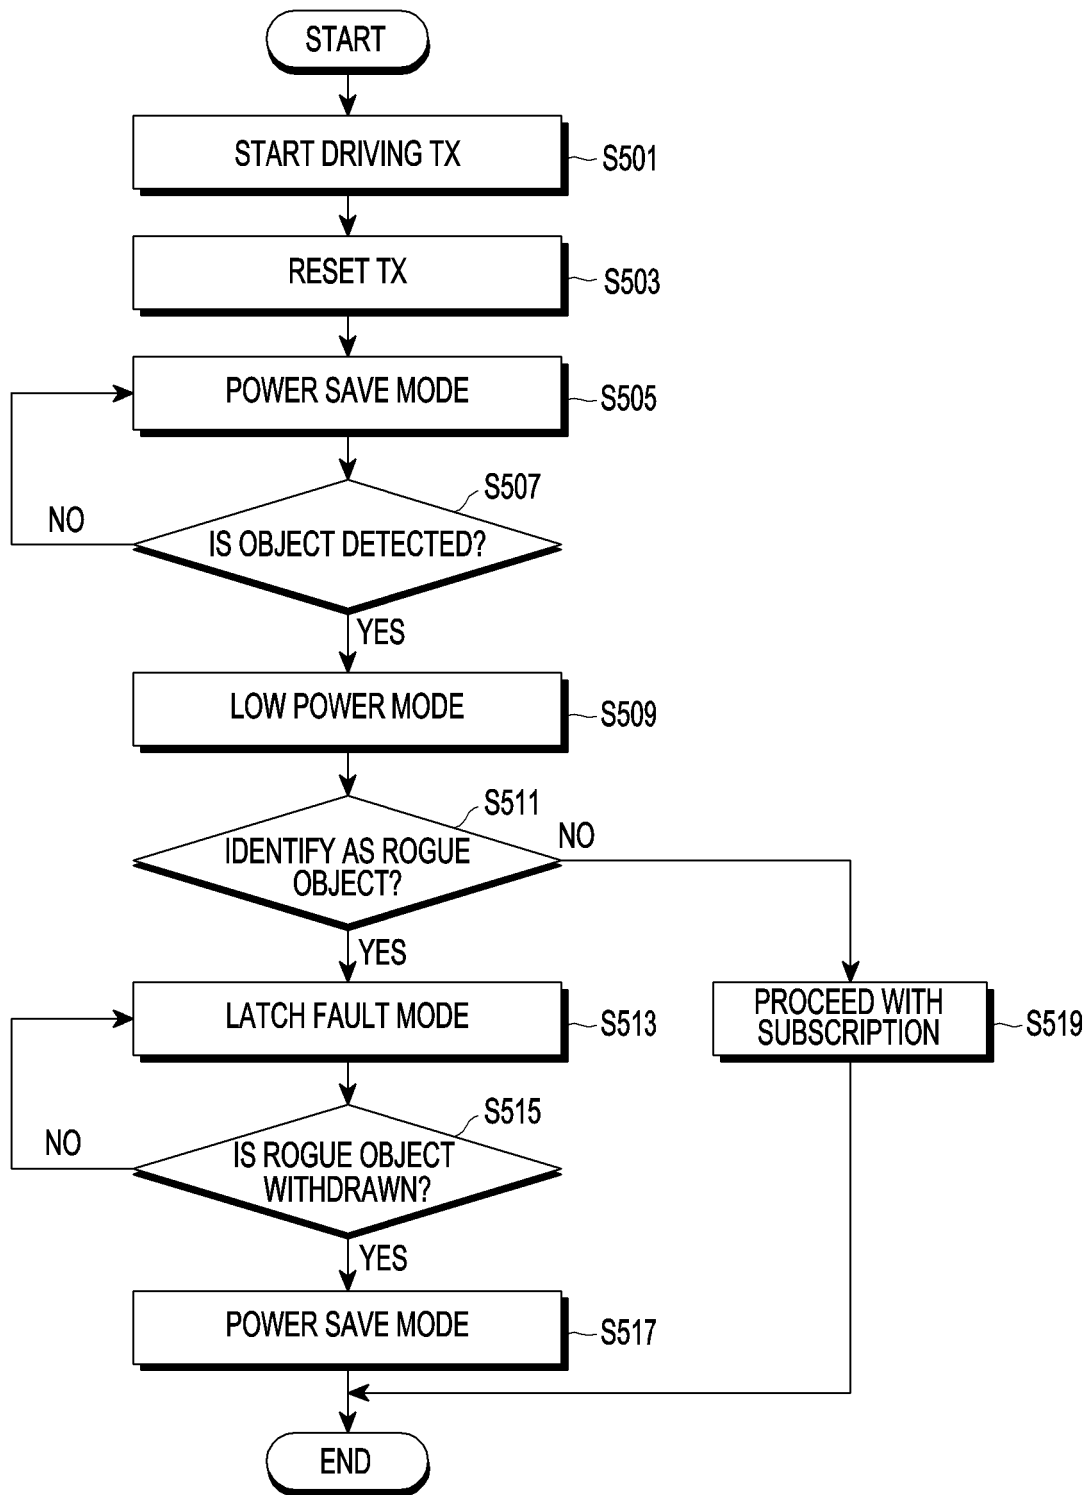 START
START DRIVING TX
S501
RESET TX
S503
POWER SAVE MODE
S505
S507
NO
IS OBJECT DETECTED?
YES
LOW POWER MODE
S509
S511
NO
IDENTIFY AS ROGUE
OBJECT?
YES
LATCH FAULT MODE
S513
PROCEED WITH
SUBSCRIPTION
S519
S515
NO
IS ROGUE OBJECT
WITHDRAWN?
YES
POWER SAVE MODE
S517
END